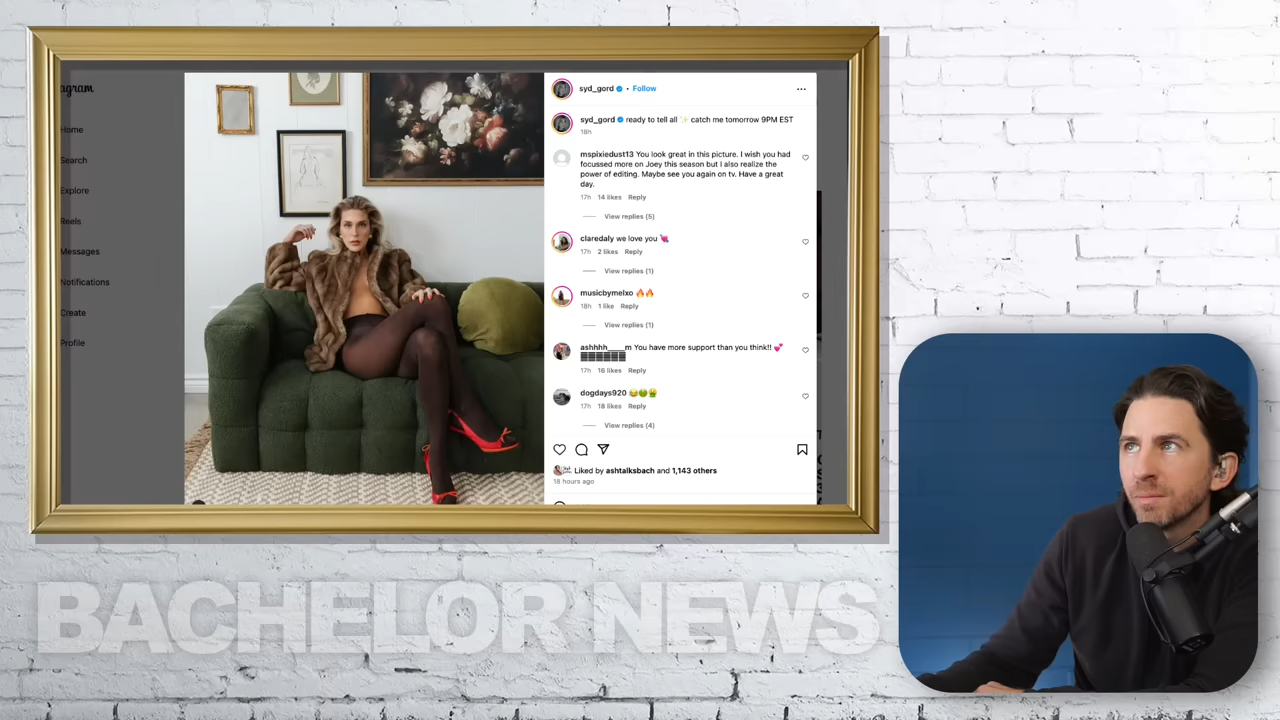 agram
Home
Search
Explore
Reels
Messages
Notifications
Create
Profile
syd_gord • Follow
syd_gord ready to tell all ✨ catch me tomorrow 9PM EST
18h
mspixiedust13 You look great in this picture. I wish you had
focussed more on Joey this season but I also realize the
power of editing. Maybe see you again on tv. Have a great
day.
17h 14 likes Reply
View replies (5)
claredaly we love you 💘
17h 2 likes Reply
View replies (1)
musicbymelxo 🔥🔥
18h 1 like Reply
View replies (1)
ashhhh____m You have more support than you think!! 💕
17h 16 likes Reply
dogdays920 😂🤢🤮
17h 18 likes Reply
View replies (4)
Liked by ashtalksbach and 1,143 others
18 hours ago
BACHELOR NEWS